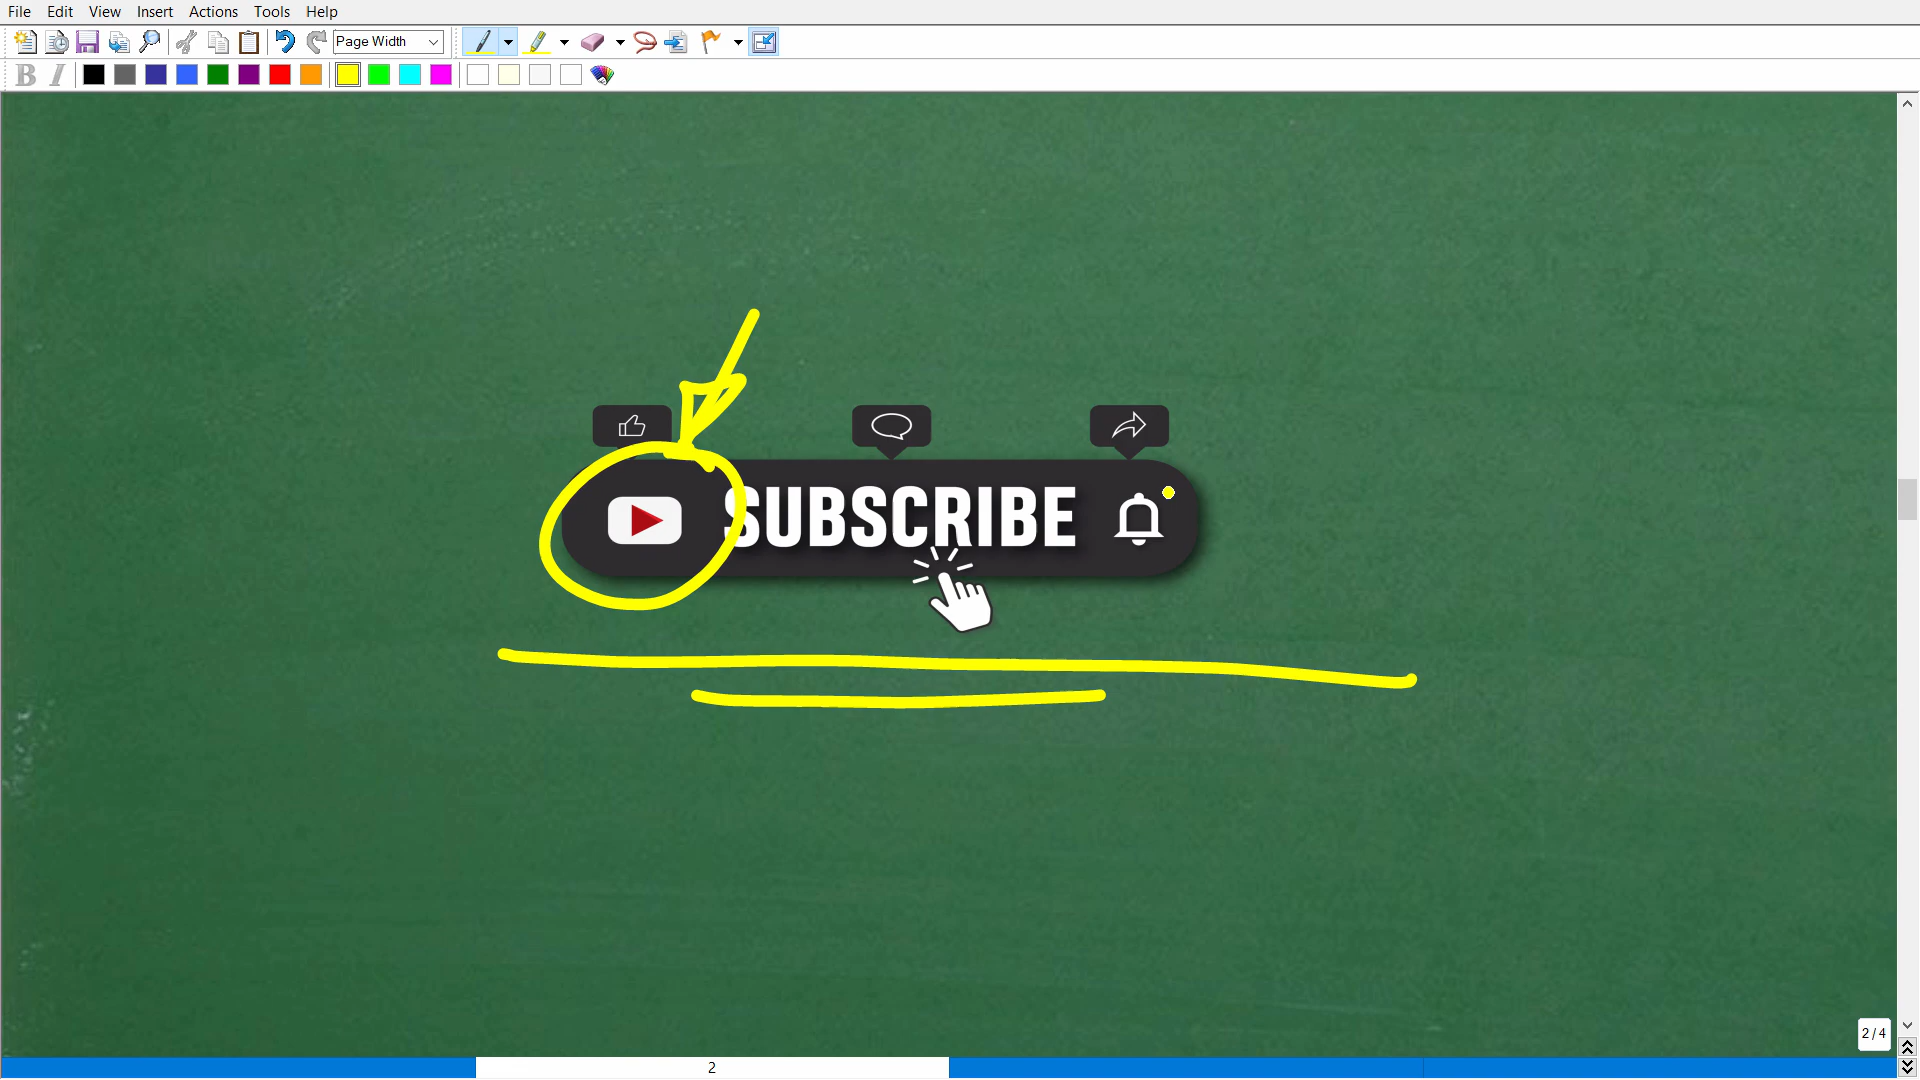 File Edit View Insert Actions Tools Help
Page Width
B I
SUBSCRIBE
2 / 4
2